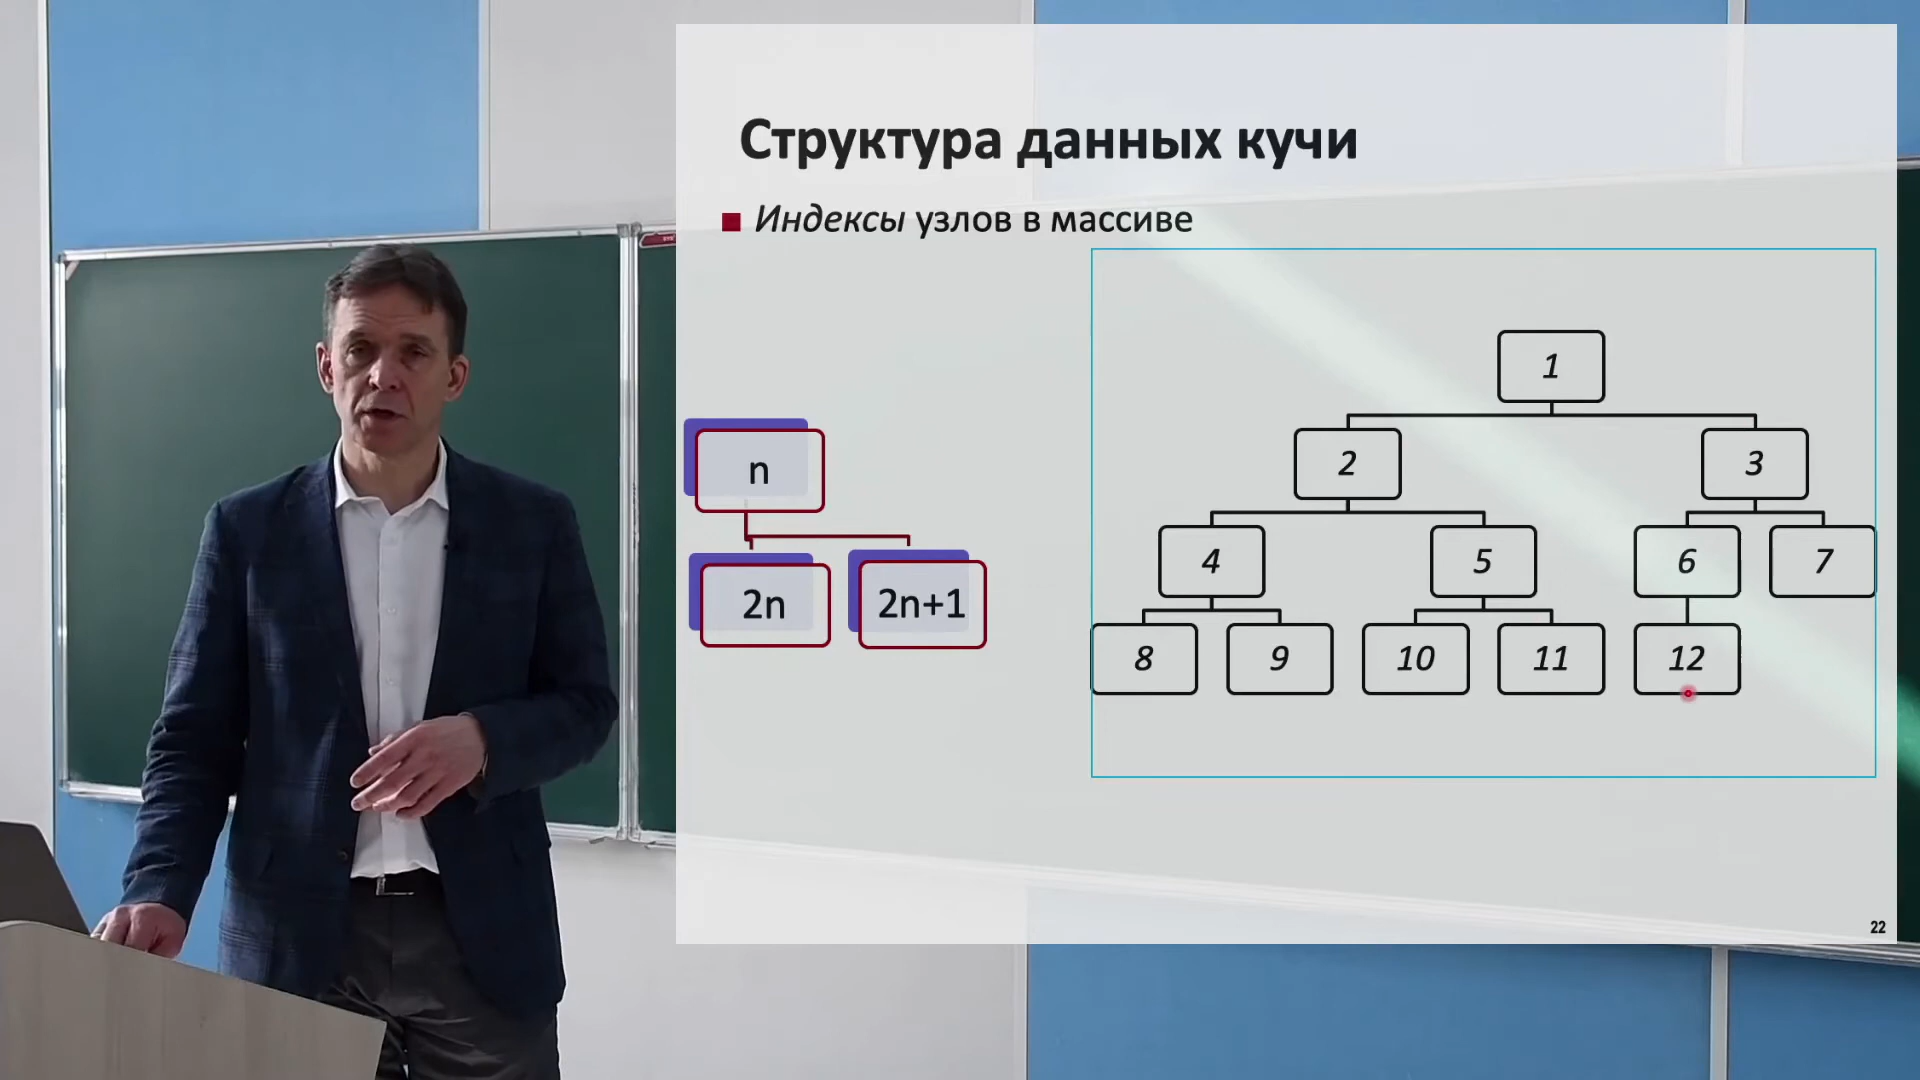 Структура данных кучи
Индексы узлов в массиве
n
2n 2n+1
1
2 3
4 5 6 7
8 9 10 11 12
22